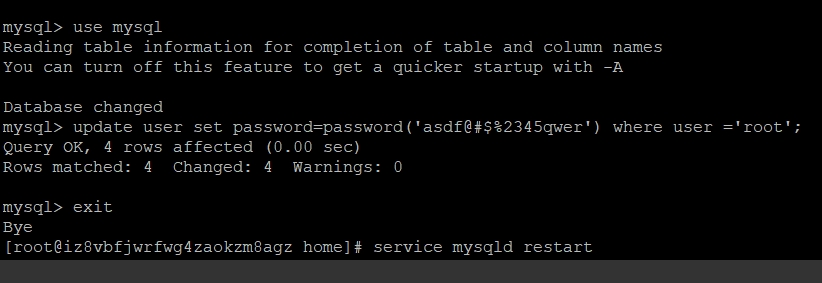 mysql> use mysql
Reading table information for completion of table and column names
You can turn off this feature to get a quicker startup with -A
Database changed
mysql> update user set password=password('asdf@#$%2345qwer') where user ='root';
Query OK, 4 rows affected (0.00 sec)
Rows matched: 4  Changed: 4  Warnings: 0
mysql> exit
Bye
[root@iz8vbfjwrfwg4zaokzm8agz home]# service mysqld restart